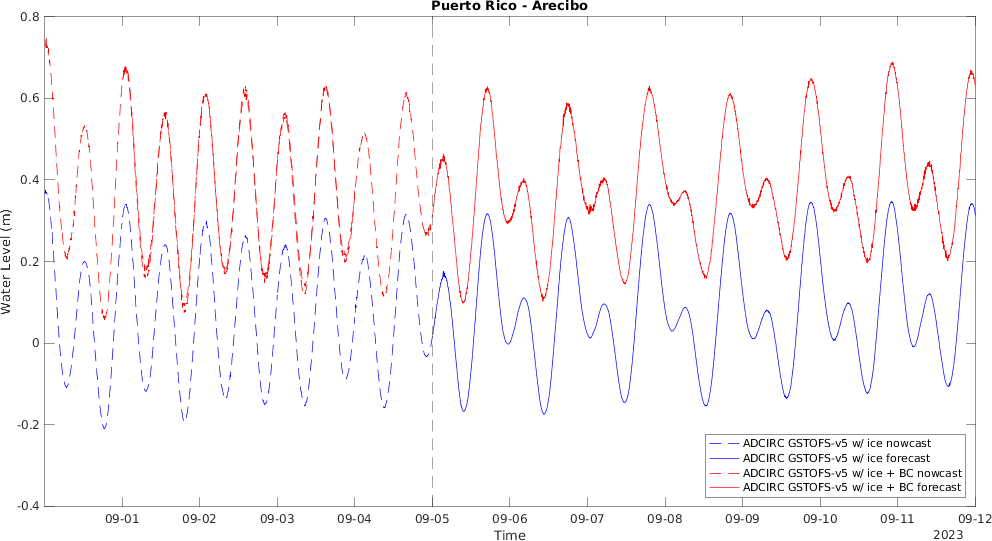 Puerto Rico - Arecibo
Water Level (m)
0.8
0.6
0.4
0.2
0
-0.2
-0.4
ADCIRC GSTOFS-v5 w/ ice nowcast
ADCIRC GSTOFS-v5 w/ ice forecast
ADCIRC GSTOFS-v5 w/ ice + BC nowcast
ADCIRC GSTOFS-v5 w/ ice + BC forecast
09-01 09-02 09-03 09-04 09-05 09-06 09-07 09-08 09-09 09-10 09-11 09-12
Time
2023